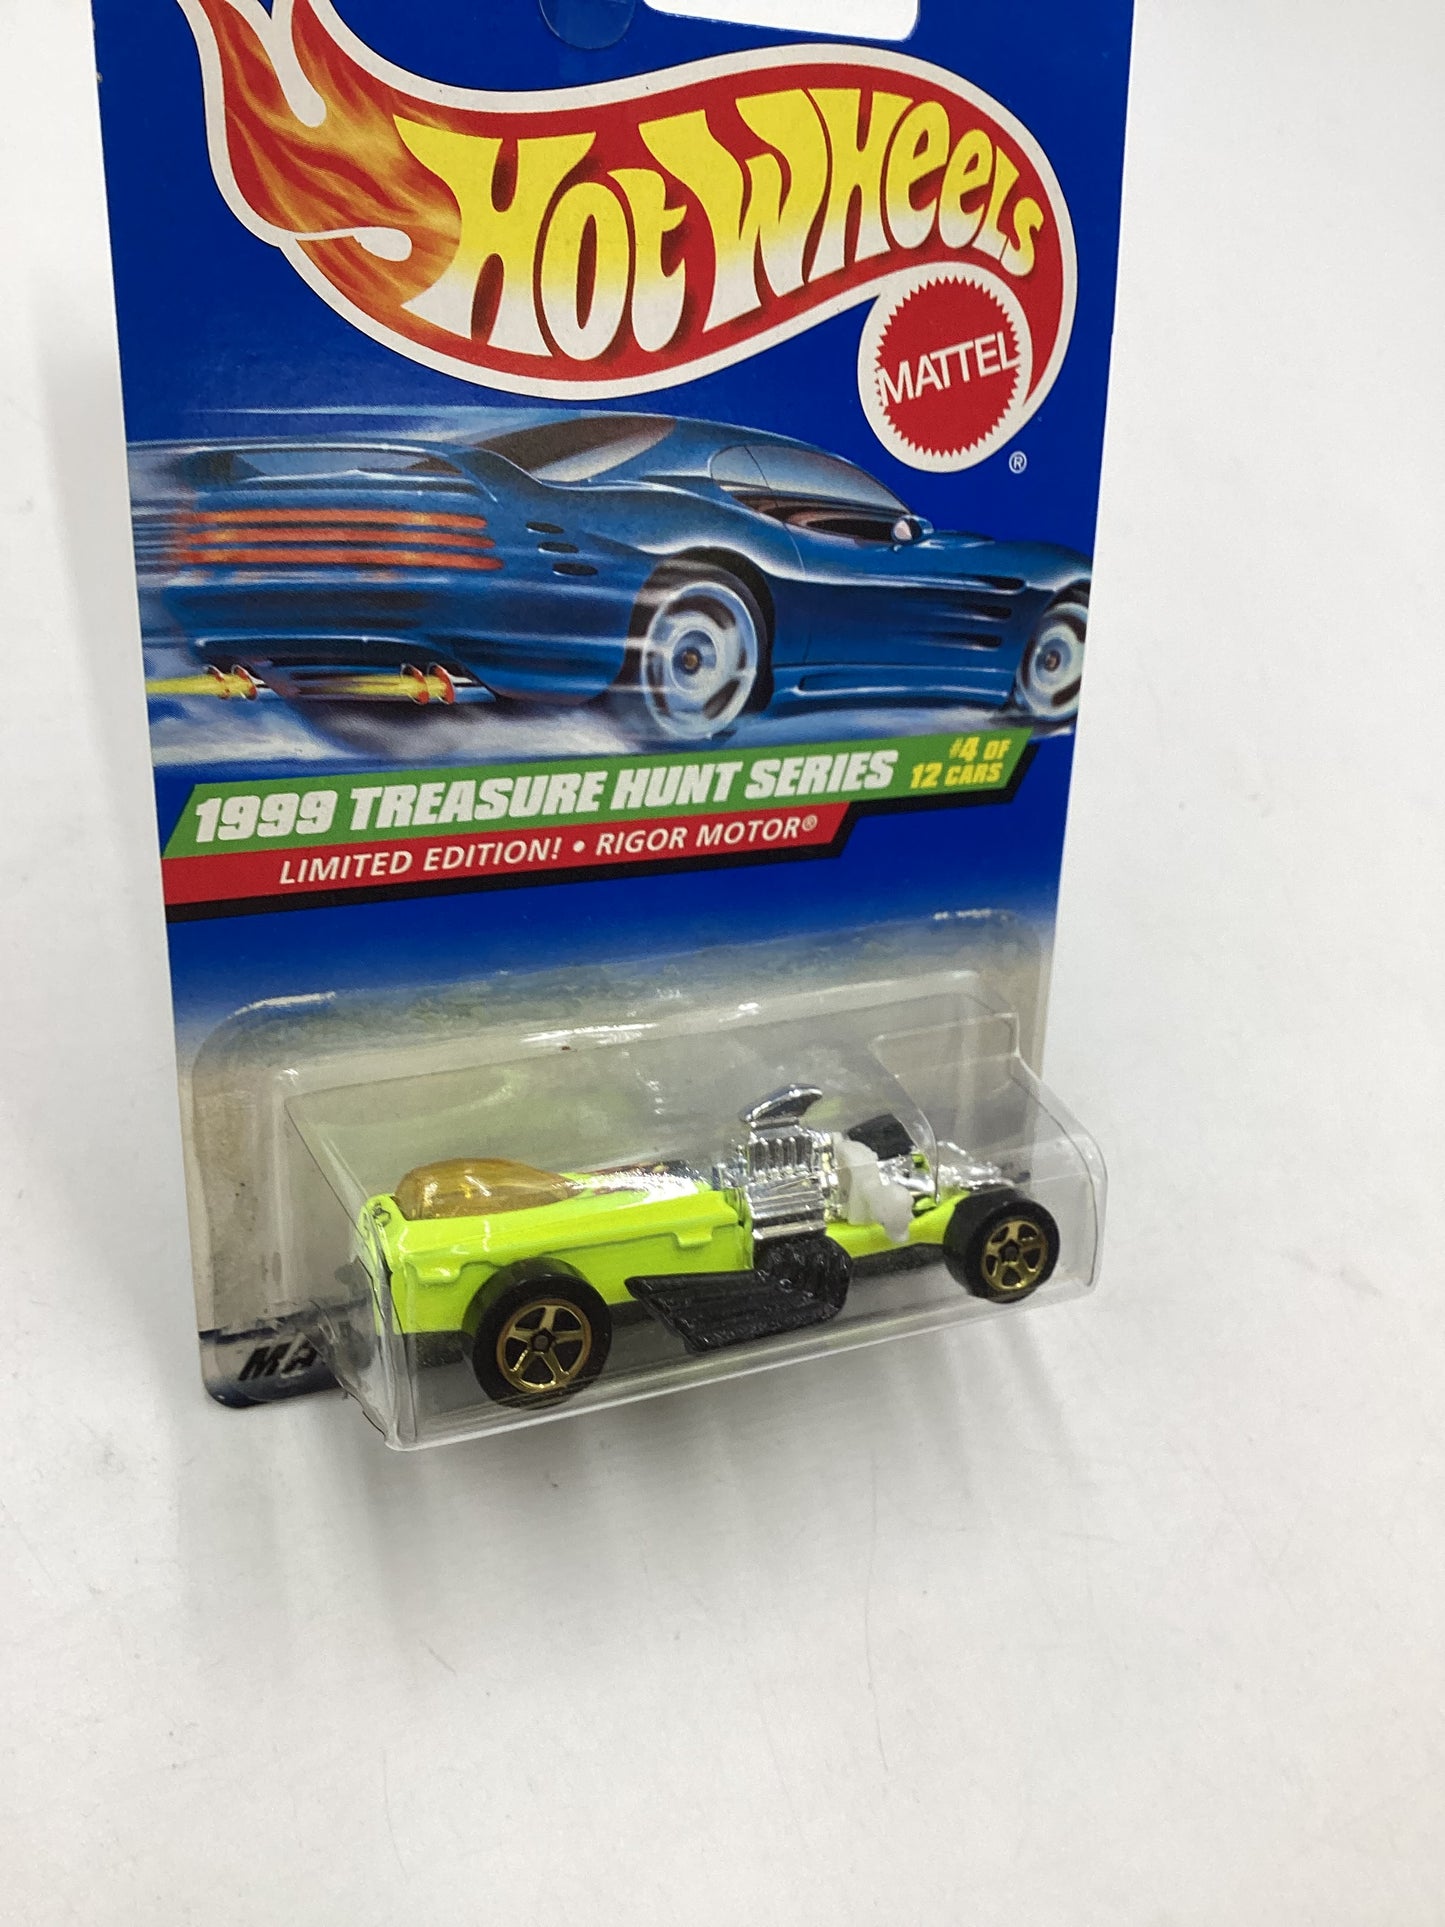 HOT WHEELS
MATTEL
®
1999 TREASURE HUNT SERIES
#4 OF
12 CARS
LIMITED EDITION! • RIGOR MOTOR®